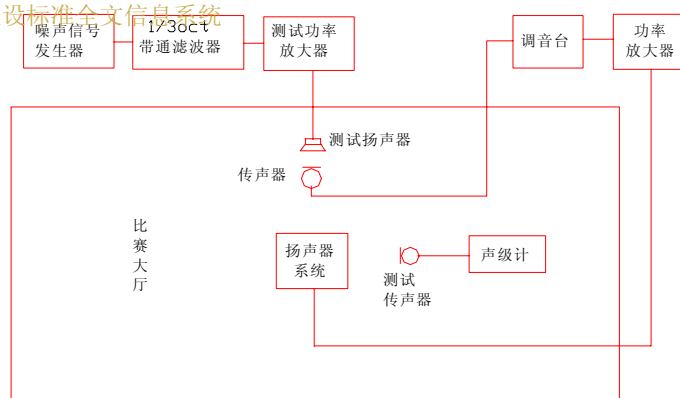 设标准全文信息系统
噪声信号
发生器
1/3oct
带通滤波器
测试功率
放大器
调音台
功率
放大器
测试扬声器
传声器
比
赛
大
厅
扬声器
系统
声级计
测试
传声器